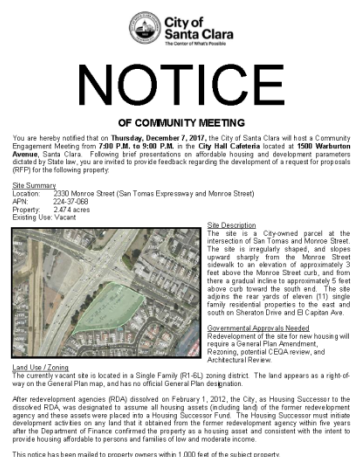 City of
Santa Clara
The Center of What's Possible
NOTICE
OF COMMUNITY MEETING
You are hereby notified that on Thursday, December 7, 2017, the City of Santa Clara will host a Community
Engagement Meeting from 7:00 P.M. to 9:00 P.M. in the City Hall Cafeteria located at 1500 Warburton
Avenue, Santa Clara. Following brief presentations on affordable housing and development parameters
dictated by State law, you are invited to provide feedback regarding the development of a request for proposals
(RFP) for the following property:
Site Summary
Location: 2330 Monroe Street (San Tomas Expressway and Monroe Street)
APN: 224-37-068
Property: 2.474 acres
Existing Use: Vacant
Site Description
The site is a City-owned parcel at the
intersection of San Tomas and Monroe Street.
The site is irregularly shaped, and slopes
upward sharply from the Monroe Street
sidewalk to an elevation of approximately 3
feet above the Monroe Street curb, and from
there a gradual incline to approximately 5 feet
above curb toward the south end. The site
adjoins the rear yards of eleven (11) single
family residential properties to the east and
south on Sheraton Drive and El Capitan Ave.
Governmental Approvals Needed
Redevelopment of the site for new housing will
require a General Plan Amendment,
Rezoning, potential CEQA review, and
Architectural Review.
Land Use / Zoning
The currently vacant site is located in a Single Family (R1-6L) zoning district. The land appears as a right-of-
way on the General Plan map, and has no official General Plan designation.
After redevelopment agencies (RDA) dissolved on February 1, 2012, the City, as Housing Successor to the
dissolved RDA, was designated to assume all housing assets (including land) of the former redevelopment
agency and these assets were placed into a Housing Successor Fund. The Housing Successor must initiate
development activities on any land that it obtained from the former redevelopment agency within five years
after the Department of Finance confirmed the property as a housing asset and consistent with the intent to
provide housing affordable to persons and families of low and moderate income.
This notice has been mailed to property owners within 1,000 feet of the subject property.